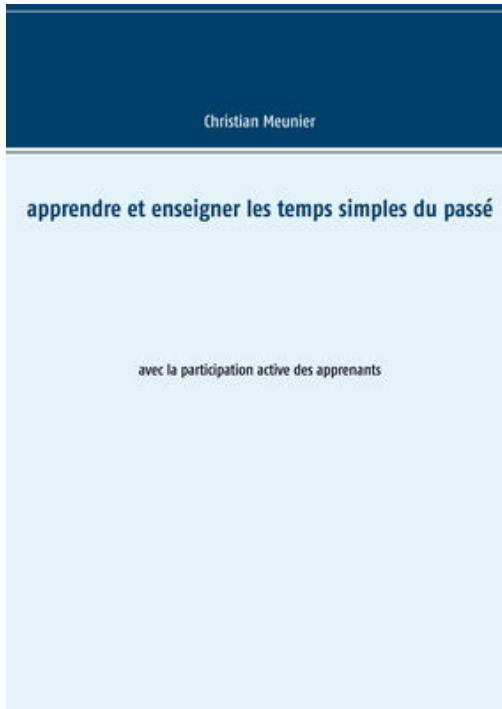 Christian Meunier
apprendre et enseigner les temps simples du passé
avec la participation active des apprenants